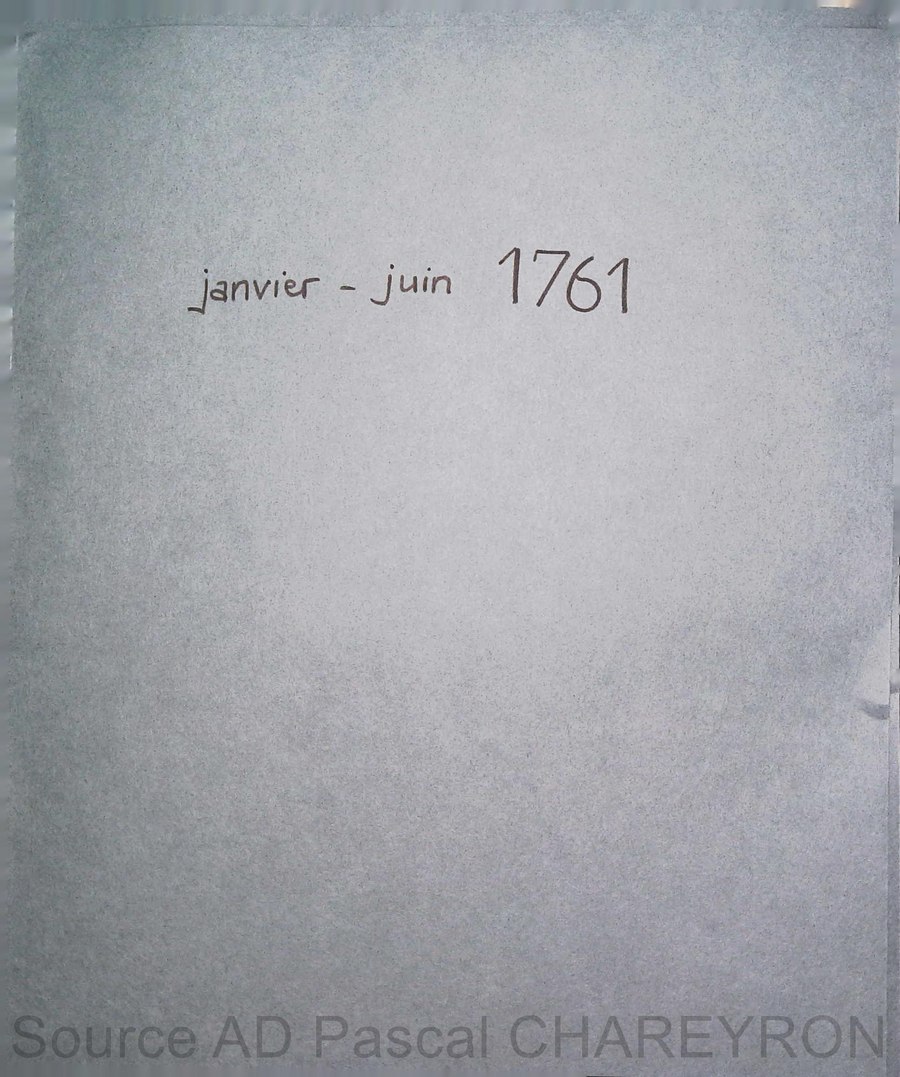 janvier - juin 1761
Source AD Pascal CHAREYRON